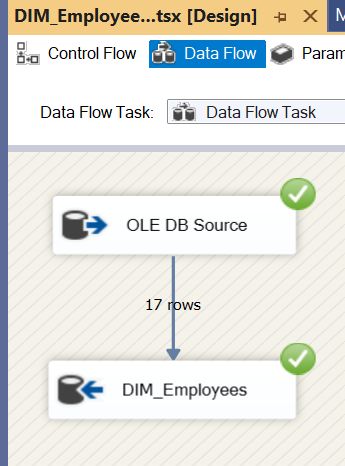 DIM_Employee...tsx [Design]
M
Control Flow
Data Flow
Param
Data Flow Task:
Data Flow Task
OLE DB Source
17 rows
DIM_Employees